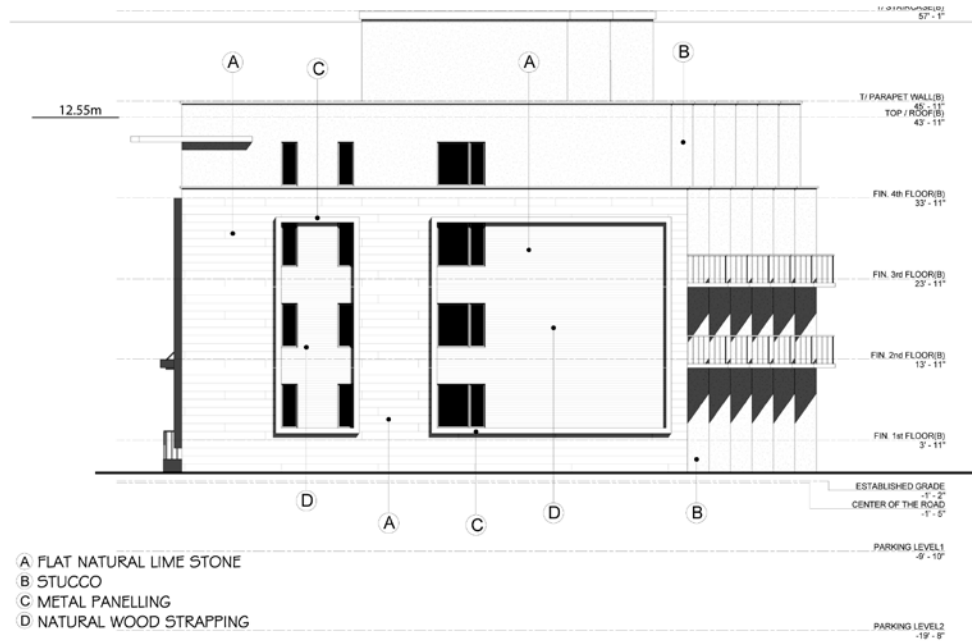 T/ STAIRCASE(B)
57' - 1"
A
C
A
B
12.55m
T/ PARAPET WALL(B)
45' - 11"
TOP / ROOF(B)
43' - 11"
FIN. 4th FLOOR(B)
33' - 11"
FIN. 3rd FLOOR(B)
23' - 11"
FIN. 2nd FLOOR(B)
13' - 11"
FIN. 1st FLOOR(B)
3' - 11"
ESTABLISHED GRADE
-1' - 2"
CENTER OF THE ROAD
-1' - 5"
D
A
C
D
B
PARKING LEVEL1
-9' - 10"
A FLAT NATURAL LIME STONE
B STUCCO
C METAL PANELLING
D NATURAL WOOD STRAPPING
PARKING LEVEL2
-19' - 8"